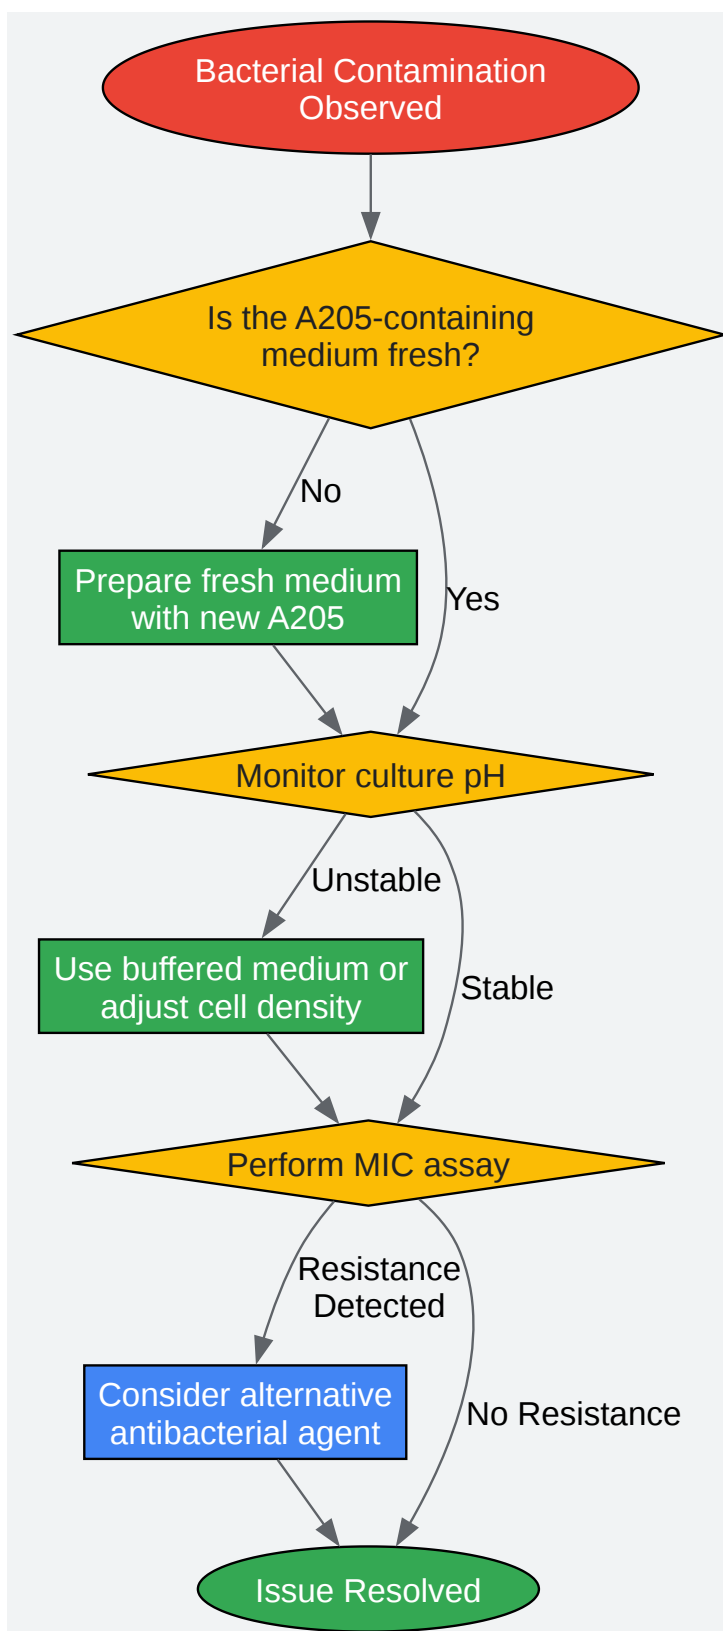 Bacterial Contamination
Observed
Is the A205-containing
medium fresh?
No
Prepare fresh medium
with new A205
Yes
Monitor culture pH
Unstable
Use buffered medium or
adjust cell density
Stable
Perform MIC assay
Resistance
Detected
Consider alternative
antibacterial agent
No Resistance
Issue Resolved